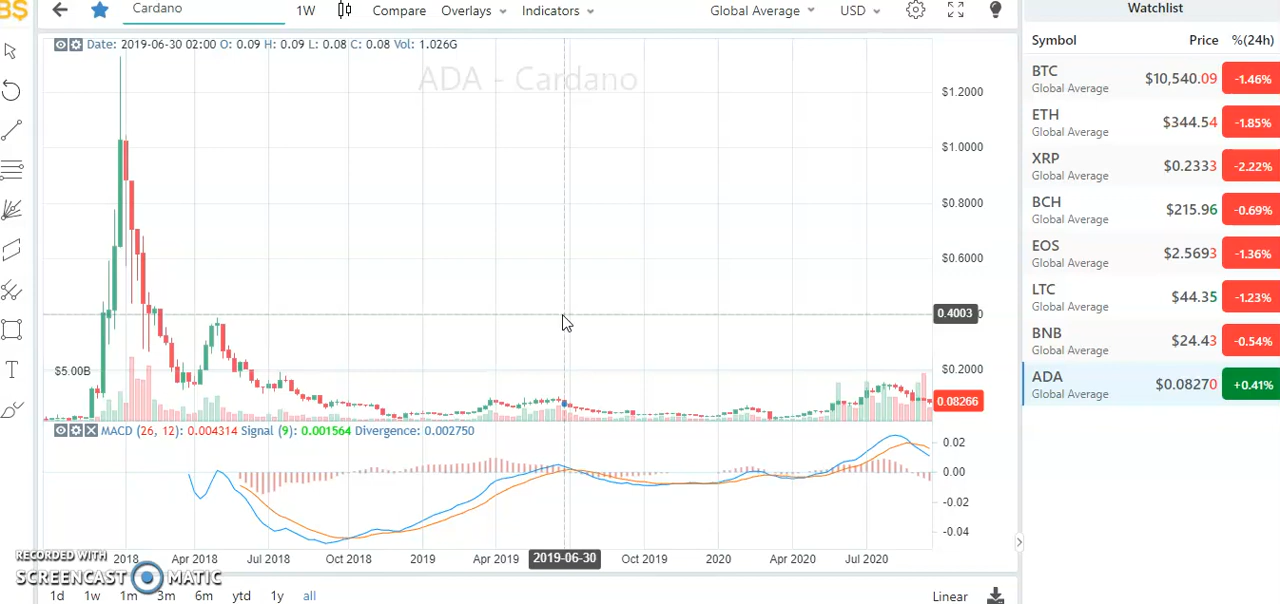 B$ Cardano 1W Compare Overlays Indicators Global Average USD
Watchlist
Date: 2019-06-30 02:00 O: 0.09 H: 0.09 L: 0.08 C: 0.08 Vol: 1.026G
ADA - Cardano
$1.2000
$1.0000
$0.8000
$0.6000
0.4003 0
$5.00B
$0.2000
0.08266
MACD (26, 12): 0.004314 Signal (9): 0.001564 Divergence: 0.002750
0.02
0.00
-0.02
-0.04
2018 Apr 2018 Jul 2018 Oct 2018 2019 Apr 2019 2019-06-30 Oct 2019 2020 Apr 2020 Jul 2020
RECORDED WITH
SCREENCAST MATIC
1d 1w 1m 3m 6m ytd 1y all Linear
T
Symbol Price %(24h)
BTC $10,540.09 -1.46%
Global Average
ETH $344.54 -1.85%
Global Average
XRP $0.2333 -2.22%
Global Average
BCH $215.96 -0.69%
Global Average
EOS $2.5693 -1.36%
Global Average
LTC $44.35 -1.23%
Global Average
BNB $24.43 -0.54%
Global Average
ADA $0.08270 +0.41%
Global Average